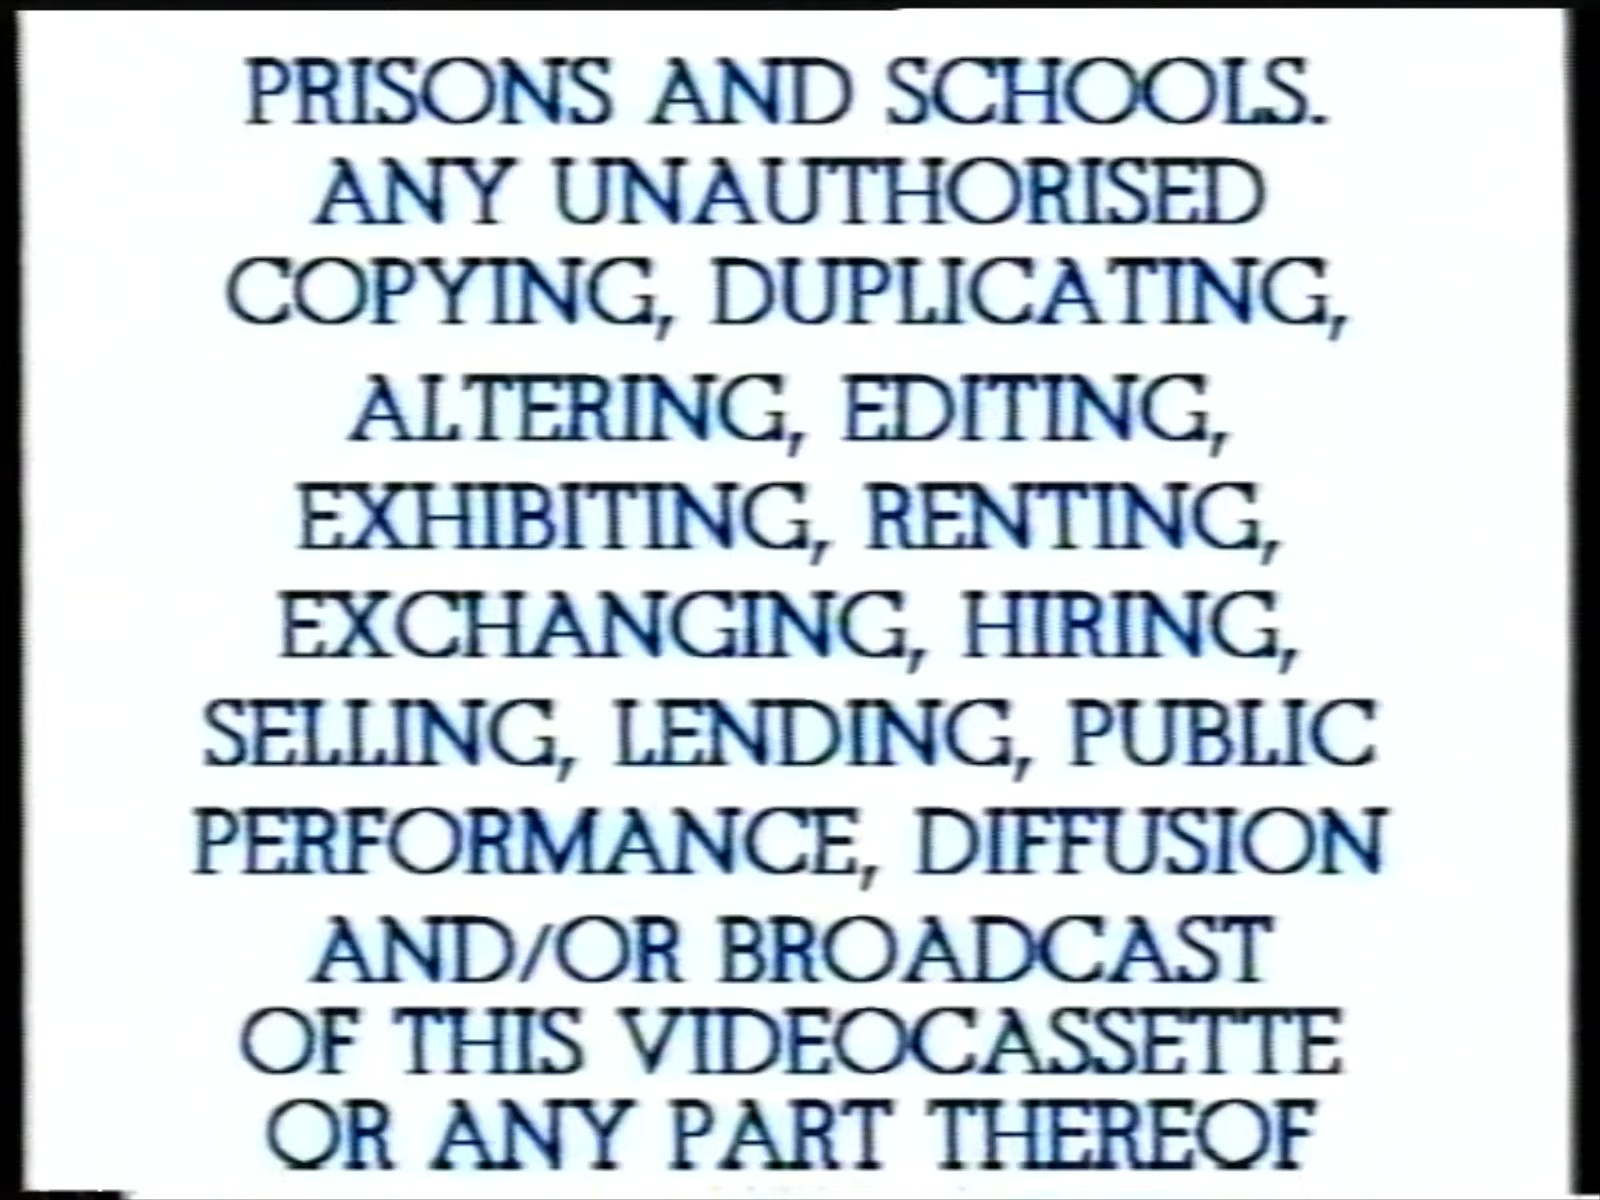 PRISONS AND SCHOOLS.
ANY UNAUTHORISED
COPYING, DUPLICATING,
ALTERING, EDITING,
EXHIBITING, RENTING,
EXCHANGING, HIRING,
SELLING, LENDING, PUBLIC
PERFORMANCE, DIFFUSION
AND/OR BROADCAST
OF THIS VIDEOCASSETTE
OR ANY PART THEREOF